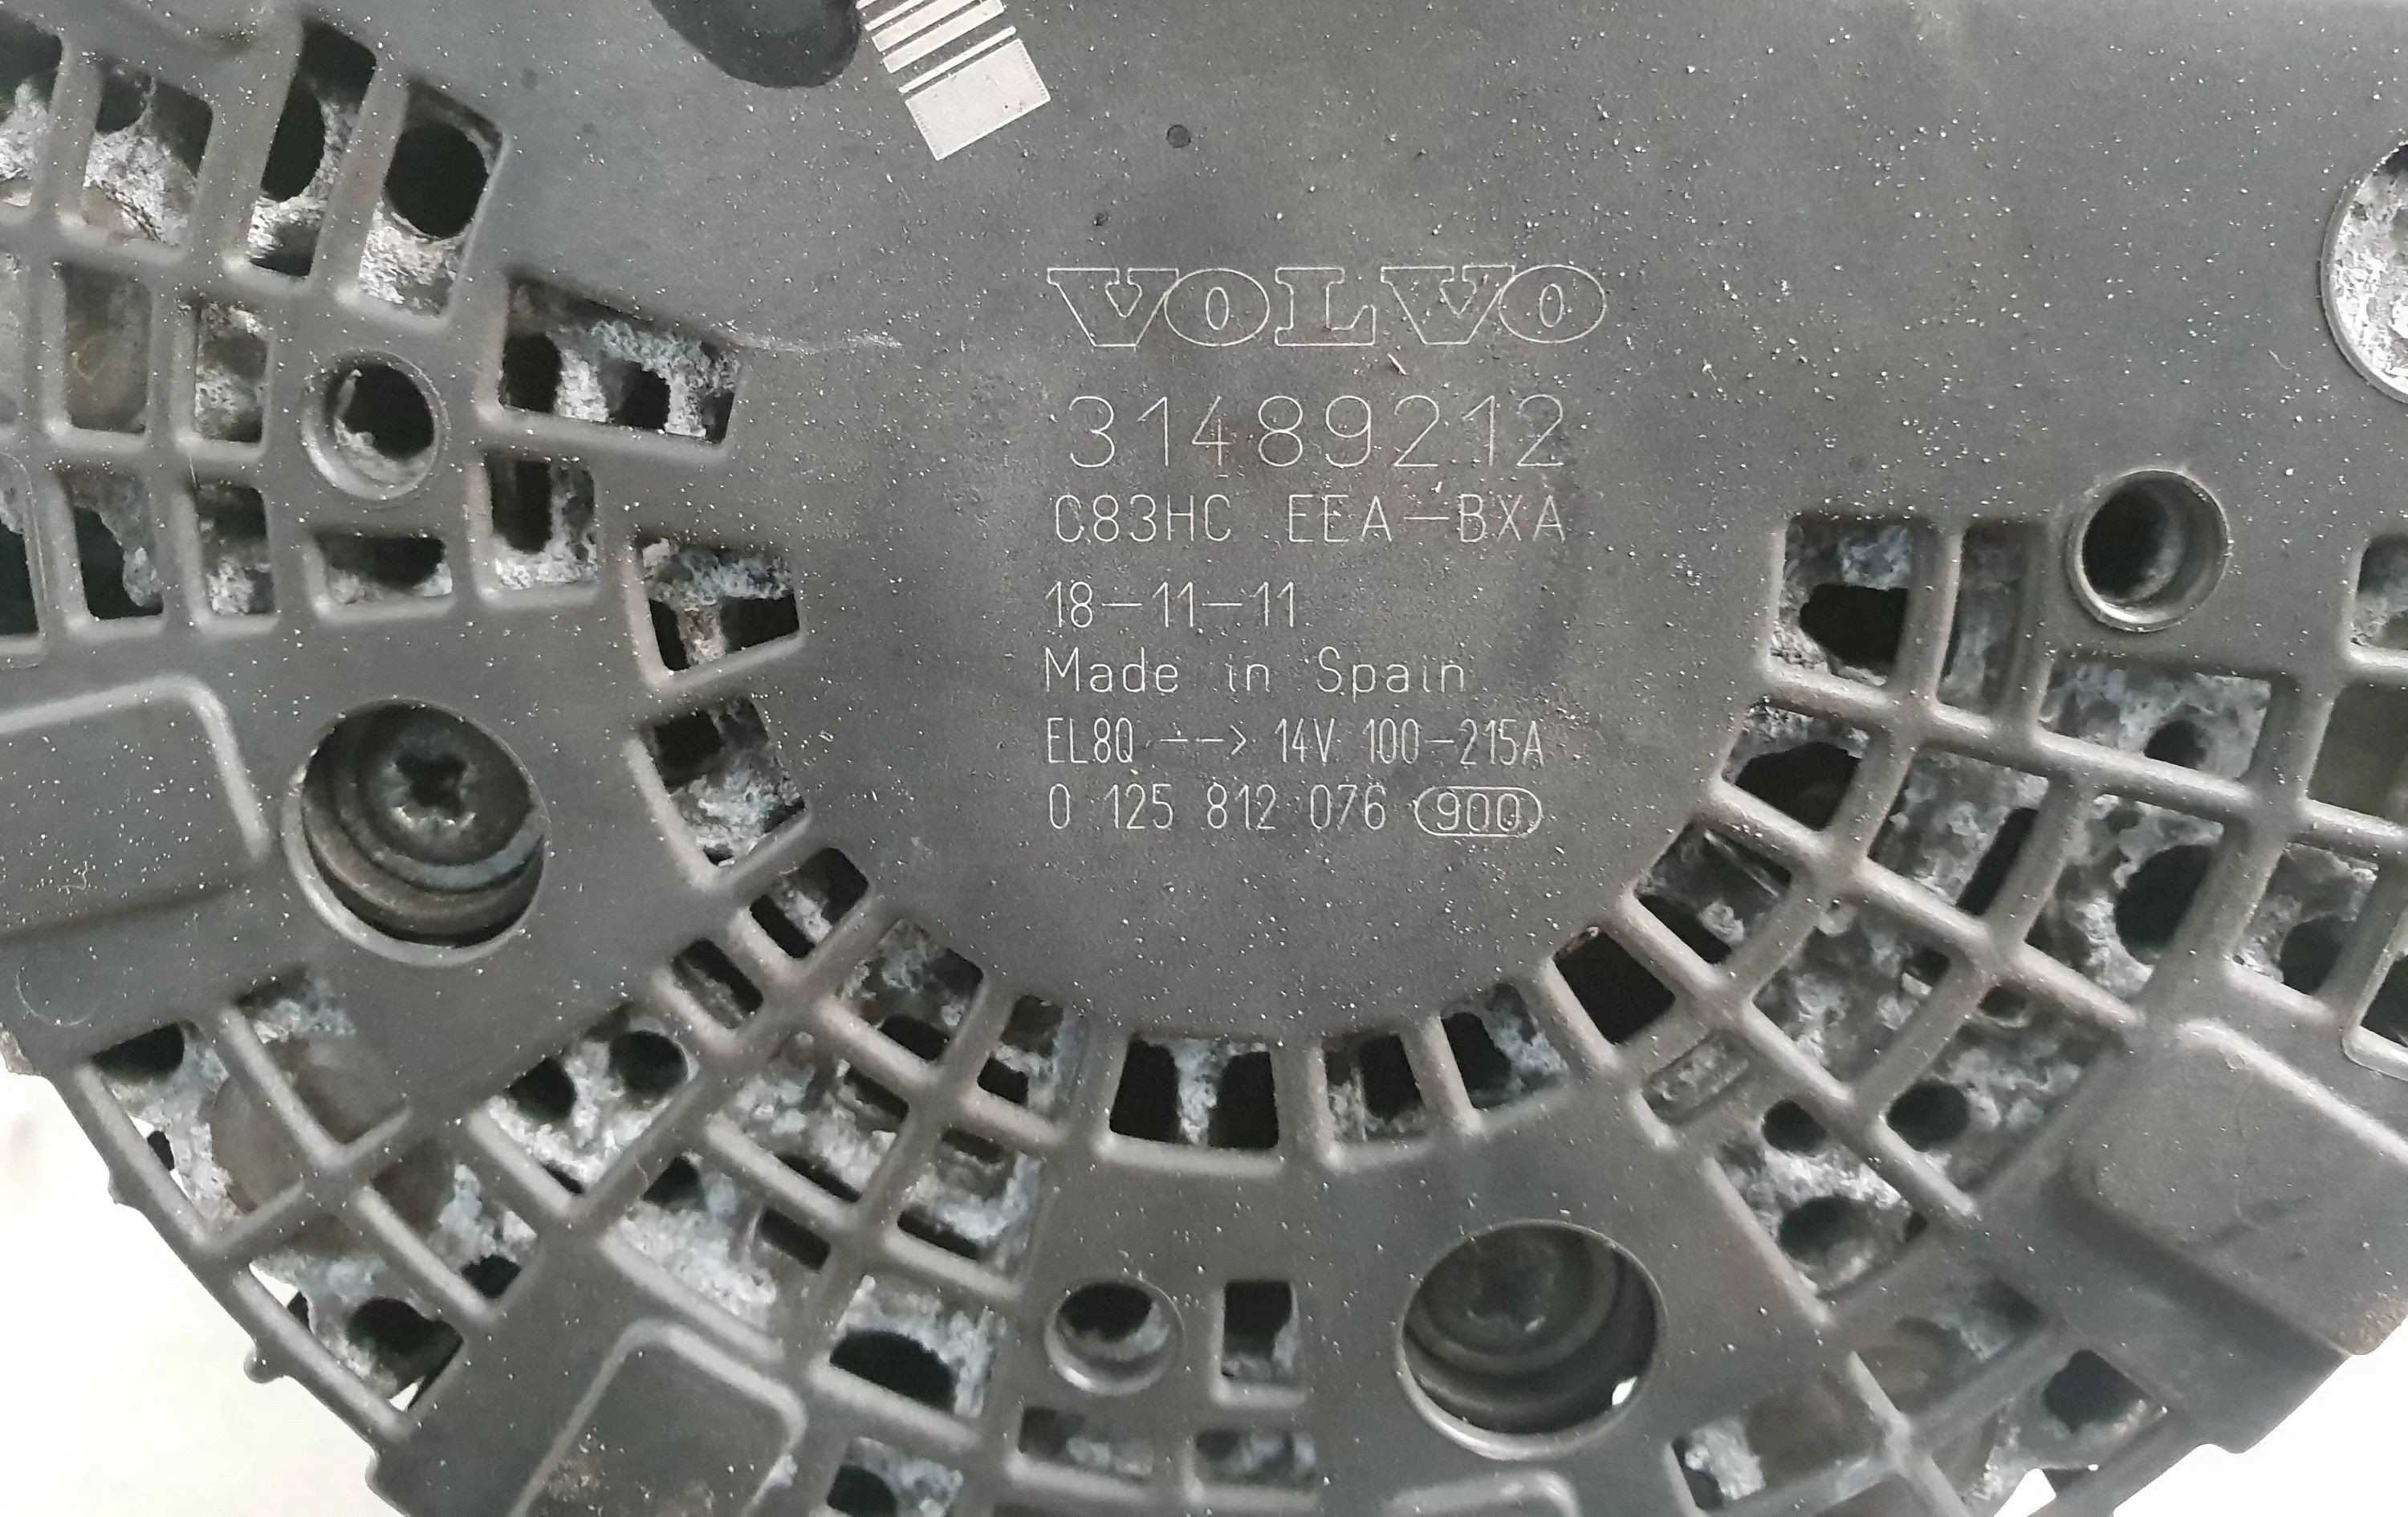 VOLVO
31489212
C83HC EEA-BXA
18-11-11
Made in Spain
EL8Q --> 14V 100-215A
0 125 812 076 900